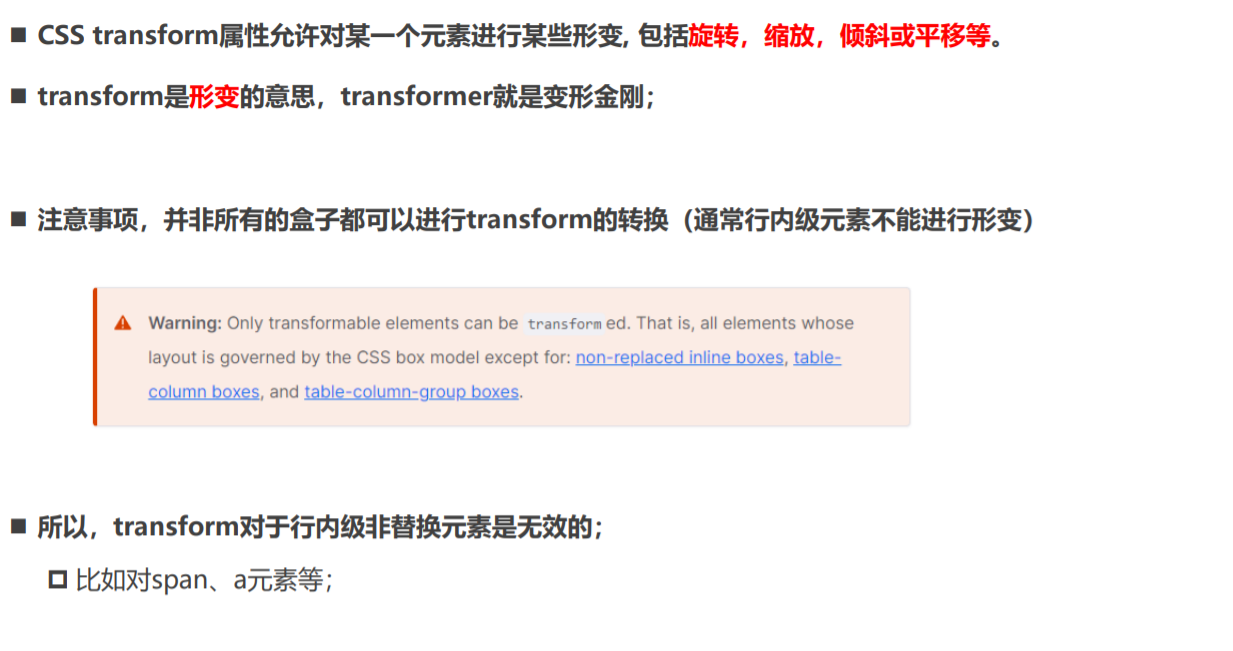 ■ CSS transform属性允许对某一个元素进行某些形变, 包括旋转，缩放，倾斜或平移等。
■ transform是形变的意思，transformer就是变形金刚；
■ 注意事项，并非所有的盒子都可以进行transform的转换（通常行内级元素不能进行形变）
Warning: Only transformable elements can be transformed. That is, all elements whose
layout is governed by the CSS box model except for: non-replaced inline boxes, table-
column boxes, and table-column-group boxes.
■ 所以，transform对于行内级非替换元素是无效的；
比如对span、a元素等；